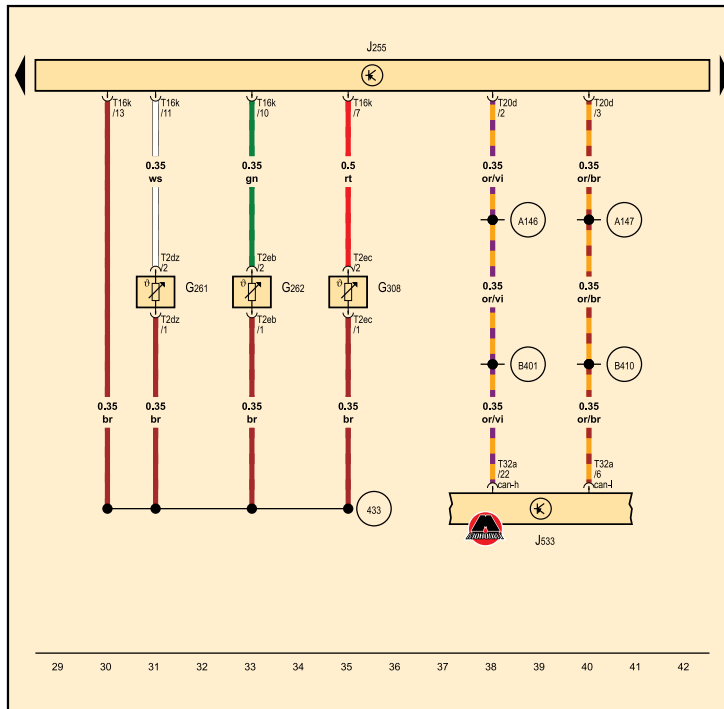 J255
T16k
/13
T16k
/11
T16k
/10
T16k
/7
T20d
/2
T20d
/3
0.35
ws
0.35
gn
0.5
rt
0.35
or/vi
0.35
or/br
A146
A147
T2dz
/2
T2eb
/2
T2ec
/2
ϑ
G261
ϑ
G262
ϑ
G308
0.35
or/vi
0.35
or/br
T2dz
/1
T2eb
/1
T2ec
/1
B401
B410
0.35
br
0.35
br
0.35
br
0.35
br
0.35
or/vi
0.35
or/br
T32a
/22
can-h
T32a
/6
can-l
433
J533
29 30 31 32 33 34 35 36 37 38 39 40 41 42